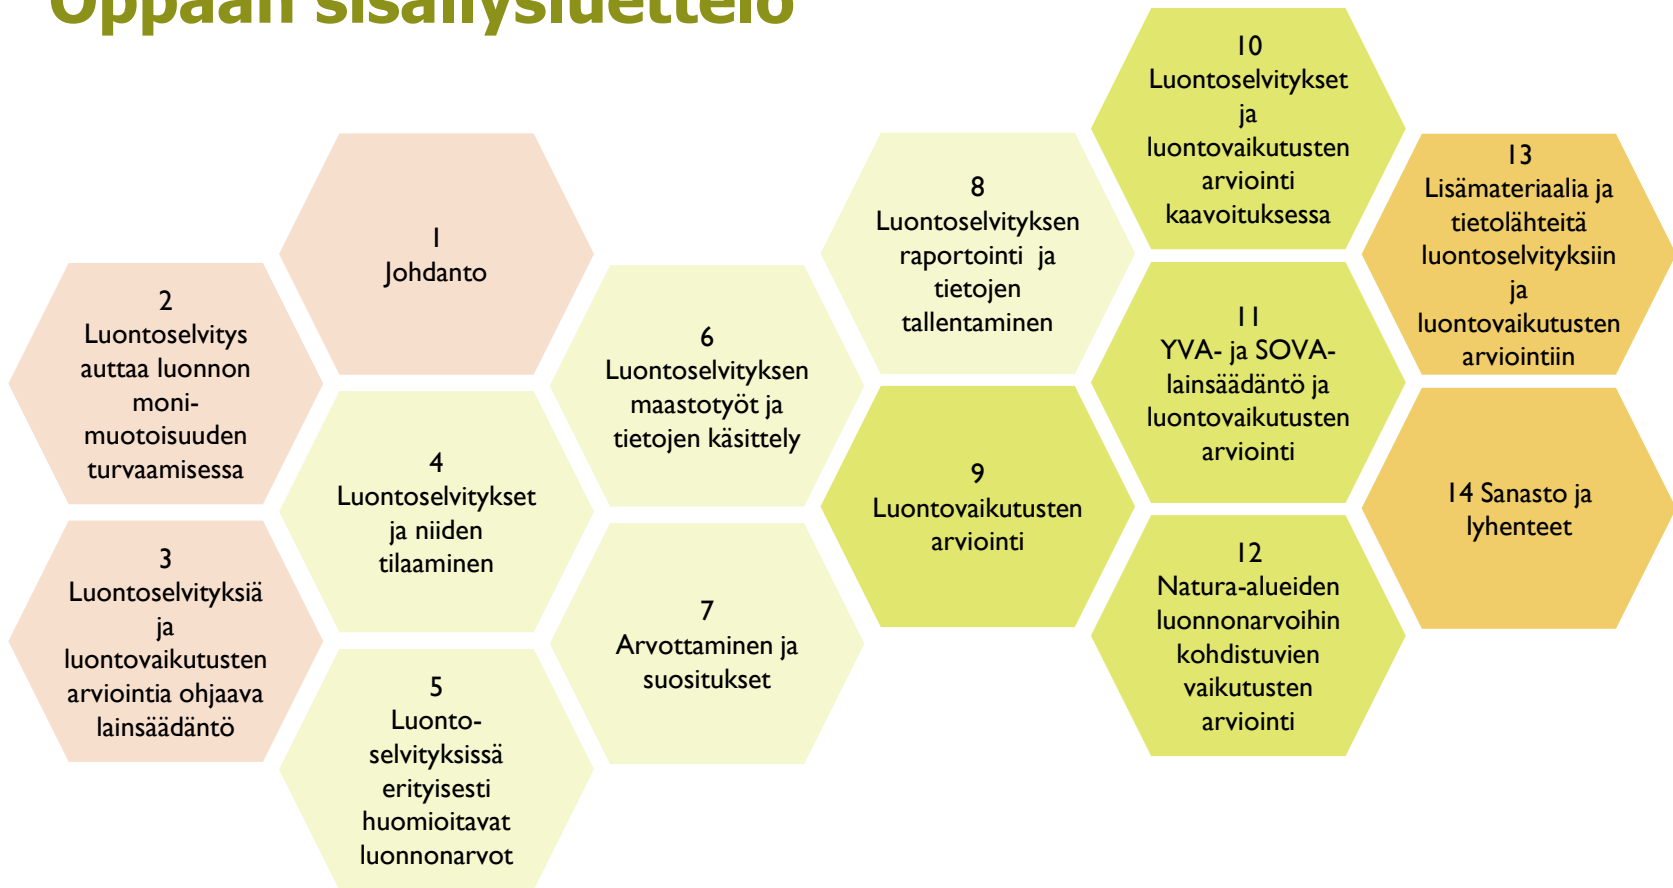 Oppaan sisällysluettelo
1
Johdanto
2
Luontoselvitys
auttaa luonnon
moni-
muotoisuuden
turvaamisessa
3
Luontoselvityksiä
ja
luontovaikutusten
arviointia ohjaava
lainsäädäntö
4
Luontoselvitykset
ja niiden
tilaaminen
5
Luonto-
selvityksissä
erityisesti
huomioitavat
luonnonarvot
6
Luontoselvityksen
maastotyöt ja
tietojen käsittely
7
Arvottaminen ja
suositukset
8
Luontoselvityksen
raportointi ja
tietojen
tallentaminen
9
Luontovaikutusten
arviointi
10
Luontoselvitykset
ja
luontovaikutusten
arviointi
kaavoituksessa
11
YVA- ja SOVA-
lainsäädäntö ja
luontovaikutusten
arviointi
12
Natura-alueiden
luonnonarvoihin
kohdistuvien
vaikutusten
arviointi
13
Lisämateriaalia ja
tietolähteitä
luontoselvityksiin
ja
luontovaikutusten
arviointiin
14 Sanasto ja
lyhenteet